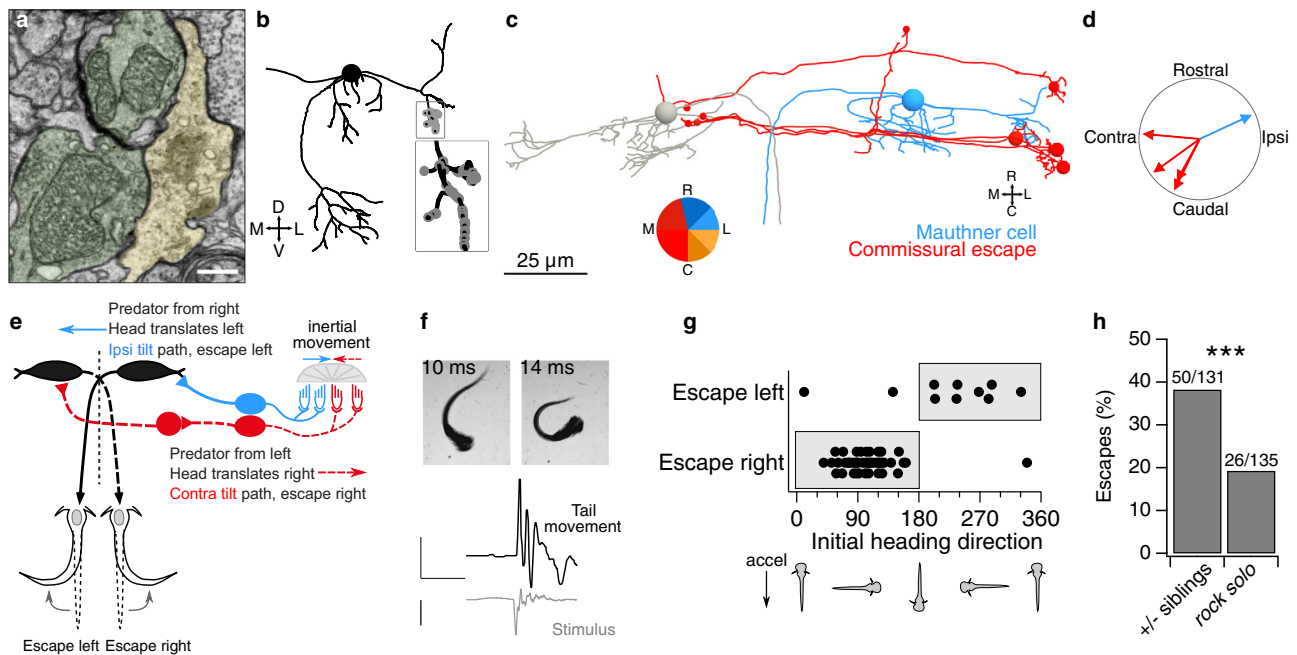 a
b
D
M L
V
c
R
M L
C
R
M L
C
25 µm
Mauthner cell
Commissural escape
d
Rostral
Contra
Ipsi
Caudal
e
Predator from right
Head translates left
Ipsi tilt path, escape left
inertial
movement
Predator from left
Head translates right
Contra tilt path, escape right
Escape left Escape right
f
10 ms 14 ms
Tail
movement
Stimulus
g
Escape left
Escape right
0 90 180 270 360
Initial heading direction
accel
h
50
40
30
20
10
0
Escapes (%)
***
50/131
26/135
+/- siblings
rock solo